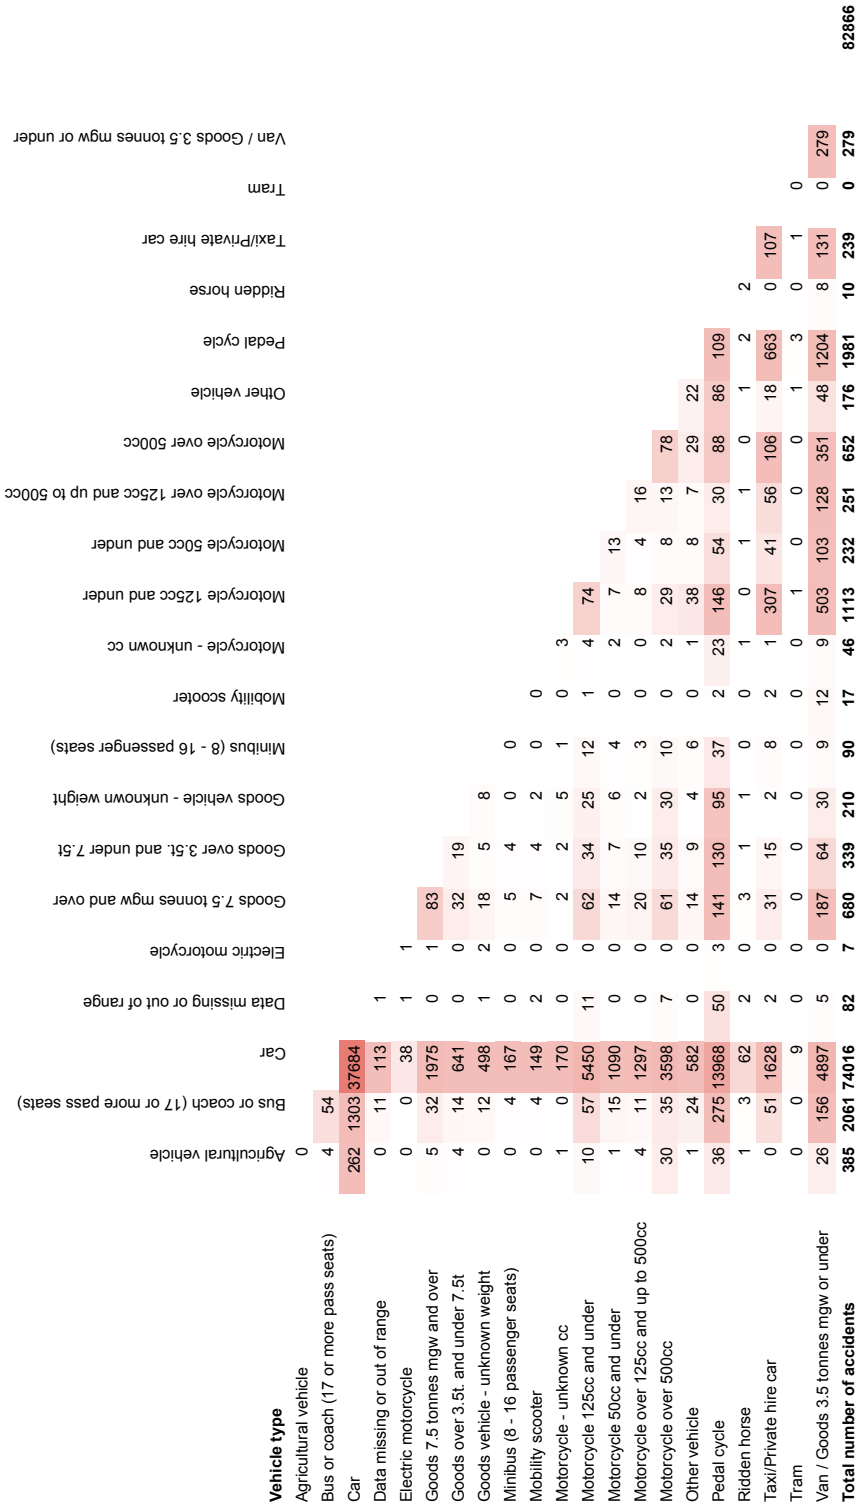 Vehicle type
Agricultural vehicle
Bus or coach (17 or more pass seats)
Car
Data missing or out of range
Electric motorcycle
Goods 7.5 tonnes mgw and over
Goods over 3.5t. and under 7.5t
Goods vehicle - unknown weight
Minibus (8 - 16 passenger seats)
Mobility scooter
Motorcycle - unknown cc
Motorcycle 125cc and under
Motorcycle 50cc and under
Motorcycle over 125cc and up to 500cc
Motorcycle over 500cc
Other vehicle
Pedal cycle
Ridden horse
Taxi/Private hire car
Tram
Van / Goods 3.5 tonnes mgw or under
Agricultural vehicle 0
Bus or coach (17 or more pass seats) 4 54
Car 262 1303 37684
Data missing or out of range 0 11 113 1
Electric motorcycle 0 0 38 1 1
Goods 7.5 tonnes mgw and over 5 32 1975 0 1 83
Goods over 3.5t. and under 7.5t 4 14 641 0 0 32 19
Goods vehicle - unknown weight 0 12 498 1 2 18 5 8
Minibus (8 - 16 passenger seats) 0 4 167 0 0 5 4 0 0
Mobility scooter 0 4 149 2 0 7 4 2 0 0
Motorcycle - unknown cc 1 0 170 0 0 2 2 5 1 0 3
Motorcycle 125cc and under 10 57 5450 11 0 62 34 25 12 1 4 74
Motorcycle 50cc and under 1 15 1090 0 0 14 7 6 4 0 2 7 13
Motorcycle over 125cc and up to 500cc 4 11 1297 0 0 20 10 2 3 0 0 8 4 16
Motorcycle over 500cc 30 35 3598 7 0 61 35 30 10 0 2 29 8 13 78
Other vehicle 1 24 582 0 0 14 9 4 6 0 1 38 8 7 29 22
Pedal cycle 36 275 13968 50 3 141 130 95 37 2 23 146 54 30 88 86 109
Ridden horse 1 3 62 2 0 3 1 1 0 0 1 0 1 1 0 1 2 2
Taxi/Private hire car 0 51 1628 2 0 31 15 2 8 2 1 307 41 56 106 18 663 0 107
Tram 0 0 9 0 0 0 0 0 0 0 0 1 0 0 0 1 3 0 1 0
Van / Goods 3.5 tonnes mgw or under 26 156 4897 5 0 187 64 30 9 12 9 503 103 128 351 48 1204 8 131 0 279
Total number of accidents 385 2061 74016 82 7 680 339 210 90 17 46 1113 232 251 652 176 1981 10 239 0 279 82866